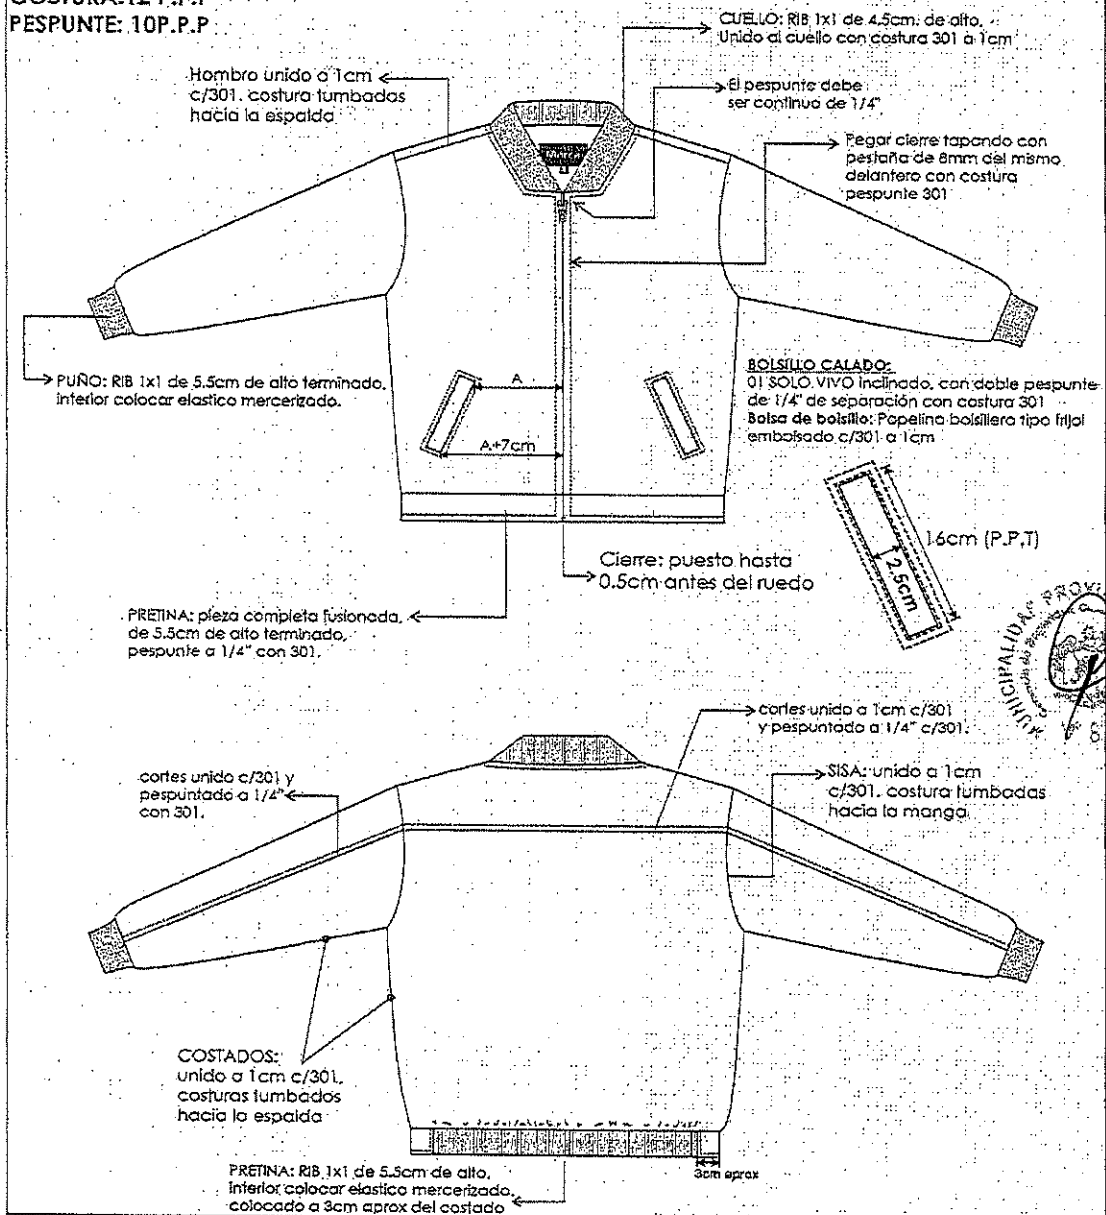 COSTURA: 12 P.P.P
PESPUNTE: 10P.P.P
CUELLO: RIB 1x1 de 4.5cm. de alto.
Unido al cuello con costura 301 a 1cm
Hombro unido a 1cm
c/301. costura tumbadas
hacia la espalda
El pespunte debe
ser continuo de 1/4"
Pegar cierre tapando con
pestaña de 8mm del mismo
delantero con costura
pespunte 301
PUÑO: RIB 1x1 de 5.5cm de alto terminado.
interior colocar elastico mercerizado.
A
A+7cm
BOLSILLO CALADO:
01 SOLO VIVO inclinado, con doble pespunte
de 1/4" de separación con costura 301
Bolsa de bolsillo: Popelina bolsillera tipo frijol
embolsado c/301 a 1cm
16cm (P.P.T)
2.5cm
Cierre: puesto hasta
0.5cm antes del ruedo
PRETINA: pieza completa fusionada,
de 5.5cm de alto terminado,
pespunte a 1/4" con 301.
MUNICIPALIDAD PROVI
cortes unido a 1cm c/301
y pespuntado a 1/4" c/301.
cortes unido c/301 y
pespuntado a 1/4"
con 301.
SISA: unido a 1cm
c/301. costura tumbadas
hacia la manga
COSTADOS:
unido a 1cm c/301.
costuras tumbados
hacia la espalda
3cm aprox
PRETINA: RIB 1x1 de 5.5cm de alto.
interior colocar elastico mercerizado.
colocado a 3cm aprox del costado